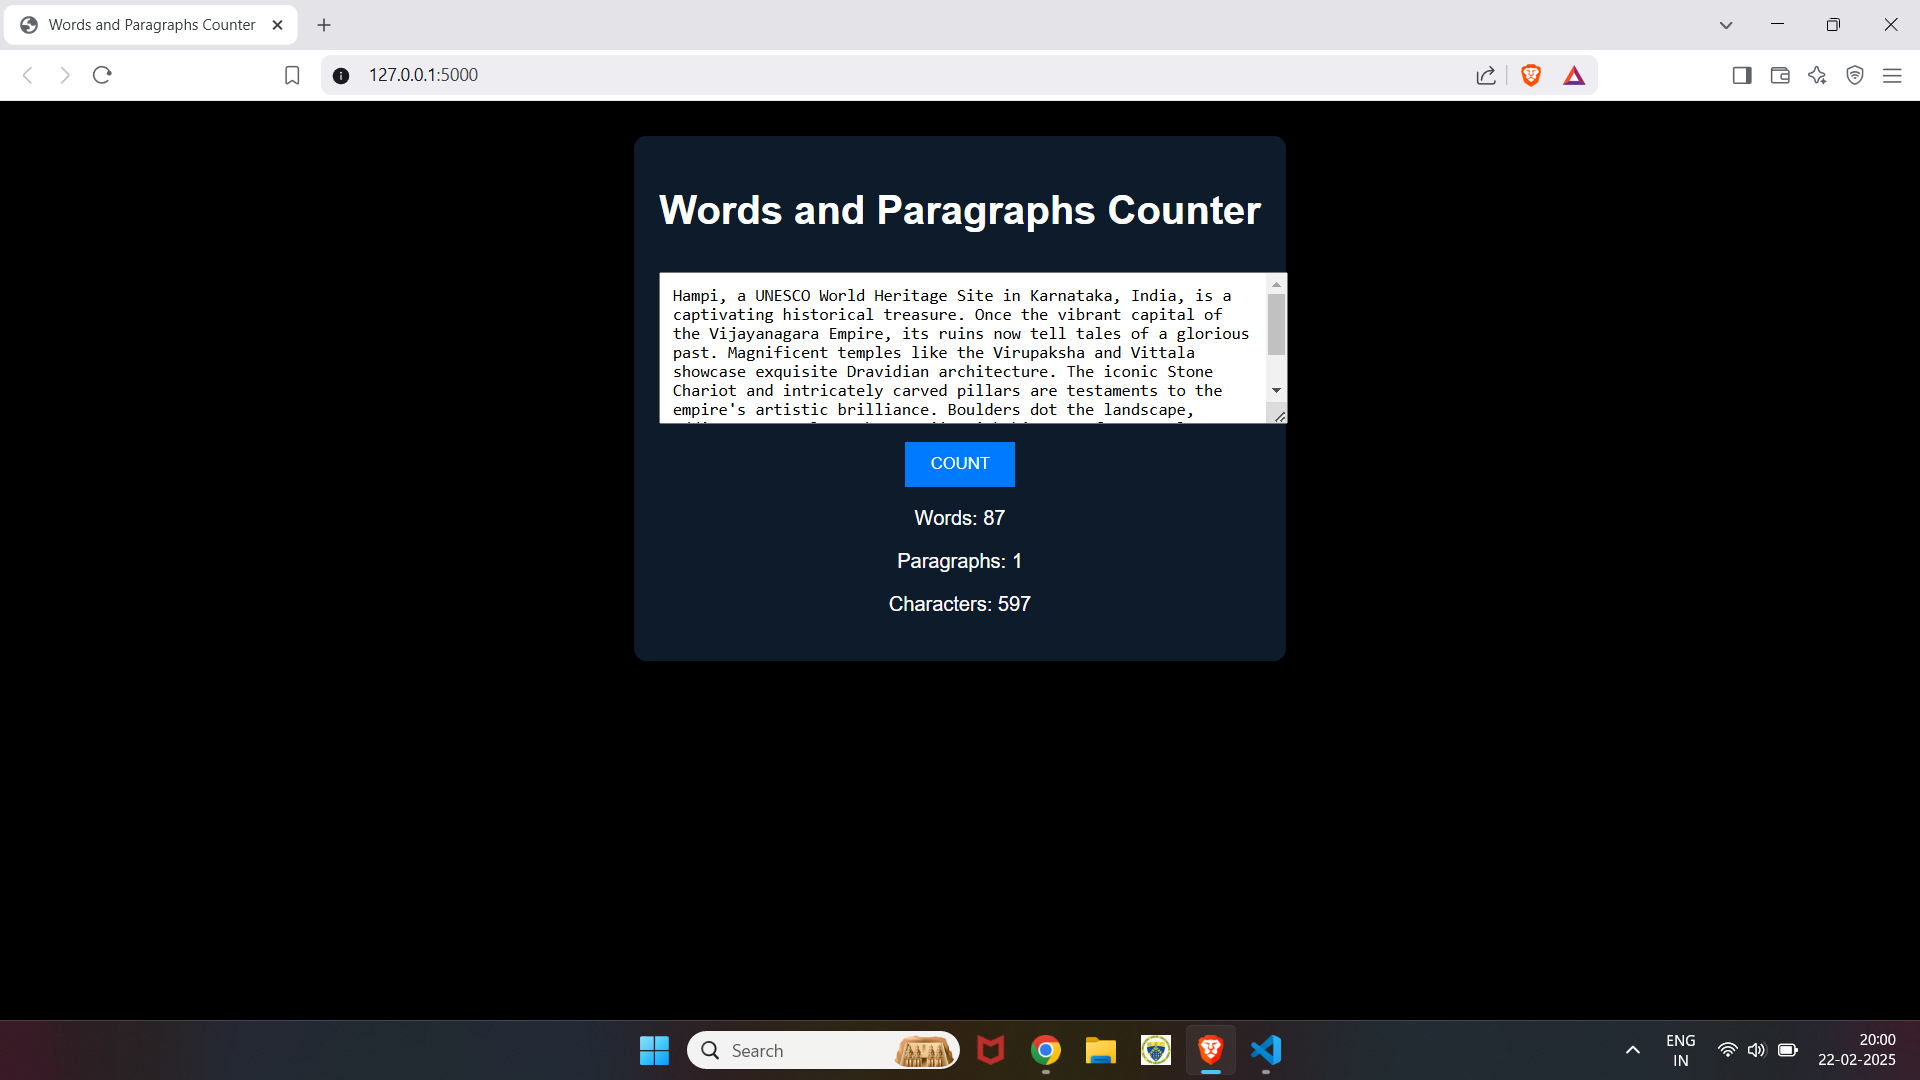 Words and Paragraphs Counter
127.0.0.1:5000
Words and Paragraphs Counter
Hampi, a UNESCO World Heritage Site in Karnataka, India, is a
captivating historical treasure. Once the vibrant capital of
the Vijayanagara Empire, its ruins now tell tales of a glorious
past. Magnificent temples like the Virupaksha and Vittala
showcase exquisite Dravidian architecture. The iconic Stone
Chariot and intricately carved pillars are testaments to the
empire's artistic brilliance. Boulders dot the landscape,
COUNT
Words: 87
Paragraphs: 1
Characters: 597
Search
ENG
IN
20:00
22-02-2025